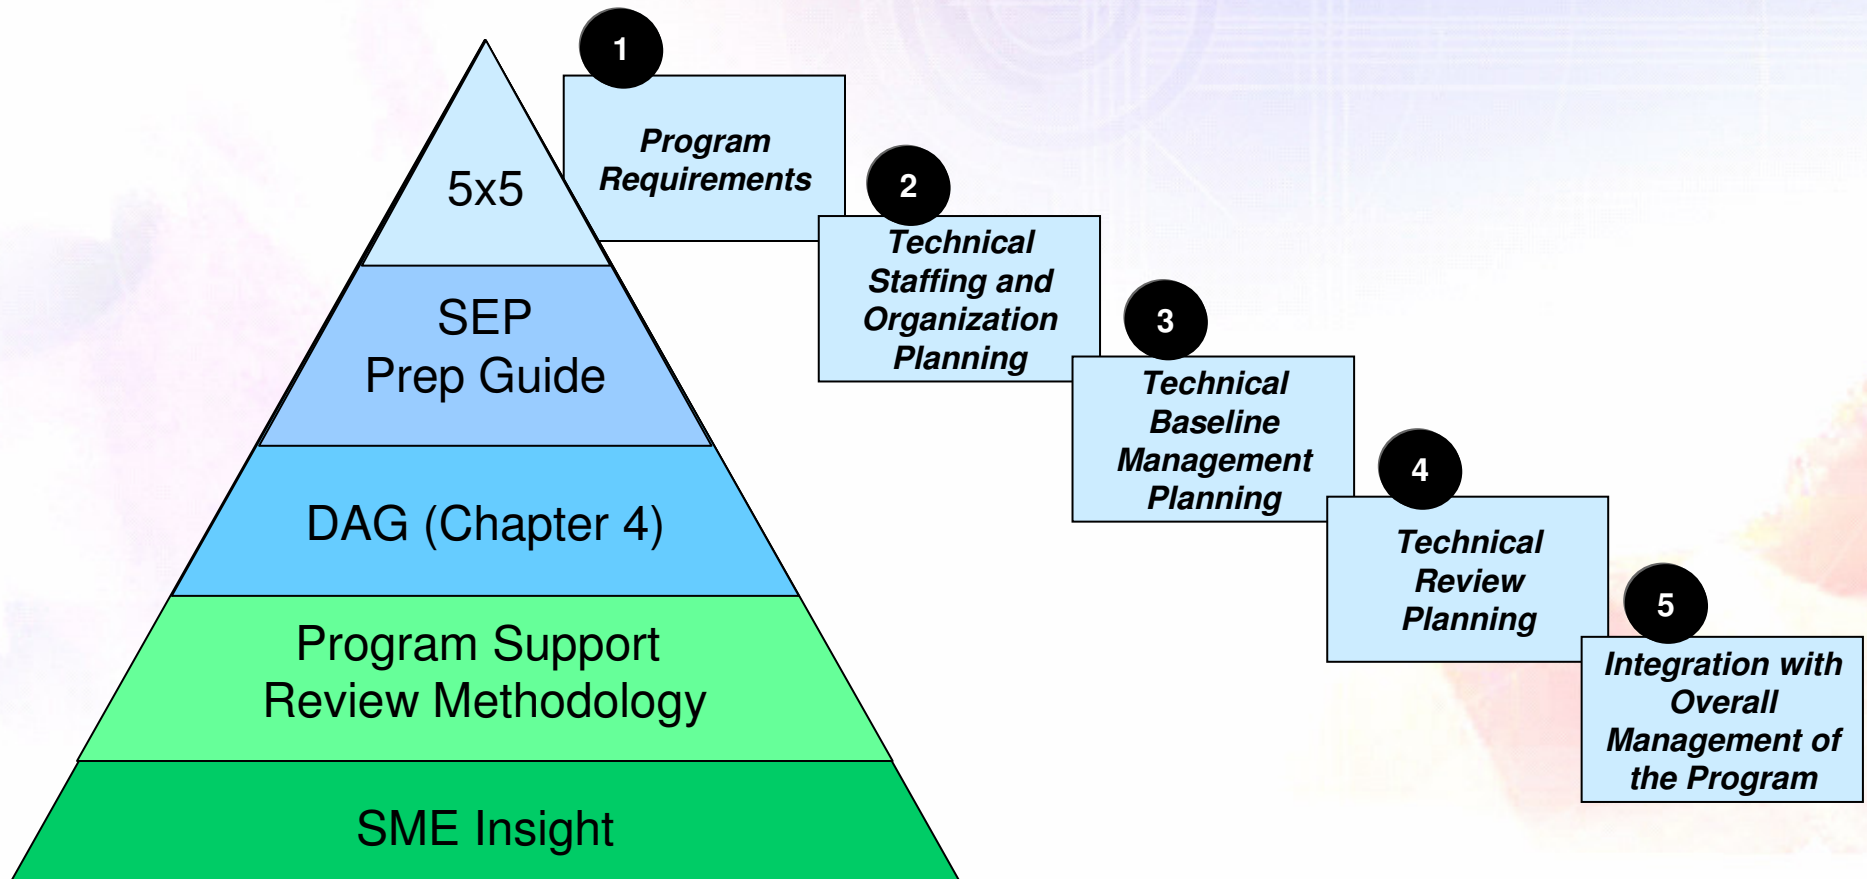 5x5
SEP
Prep Guide
DAG (Chapter 4)
Program Support
Review Methodology
SME Insight
1
Program
Requirements
2
Technical
Staffing and
Organization
Planning
3
Technical
Baseline
Management
Planning
4
Technical
Review
Planning
5
Integration with
Overall
Management of
the Program